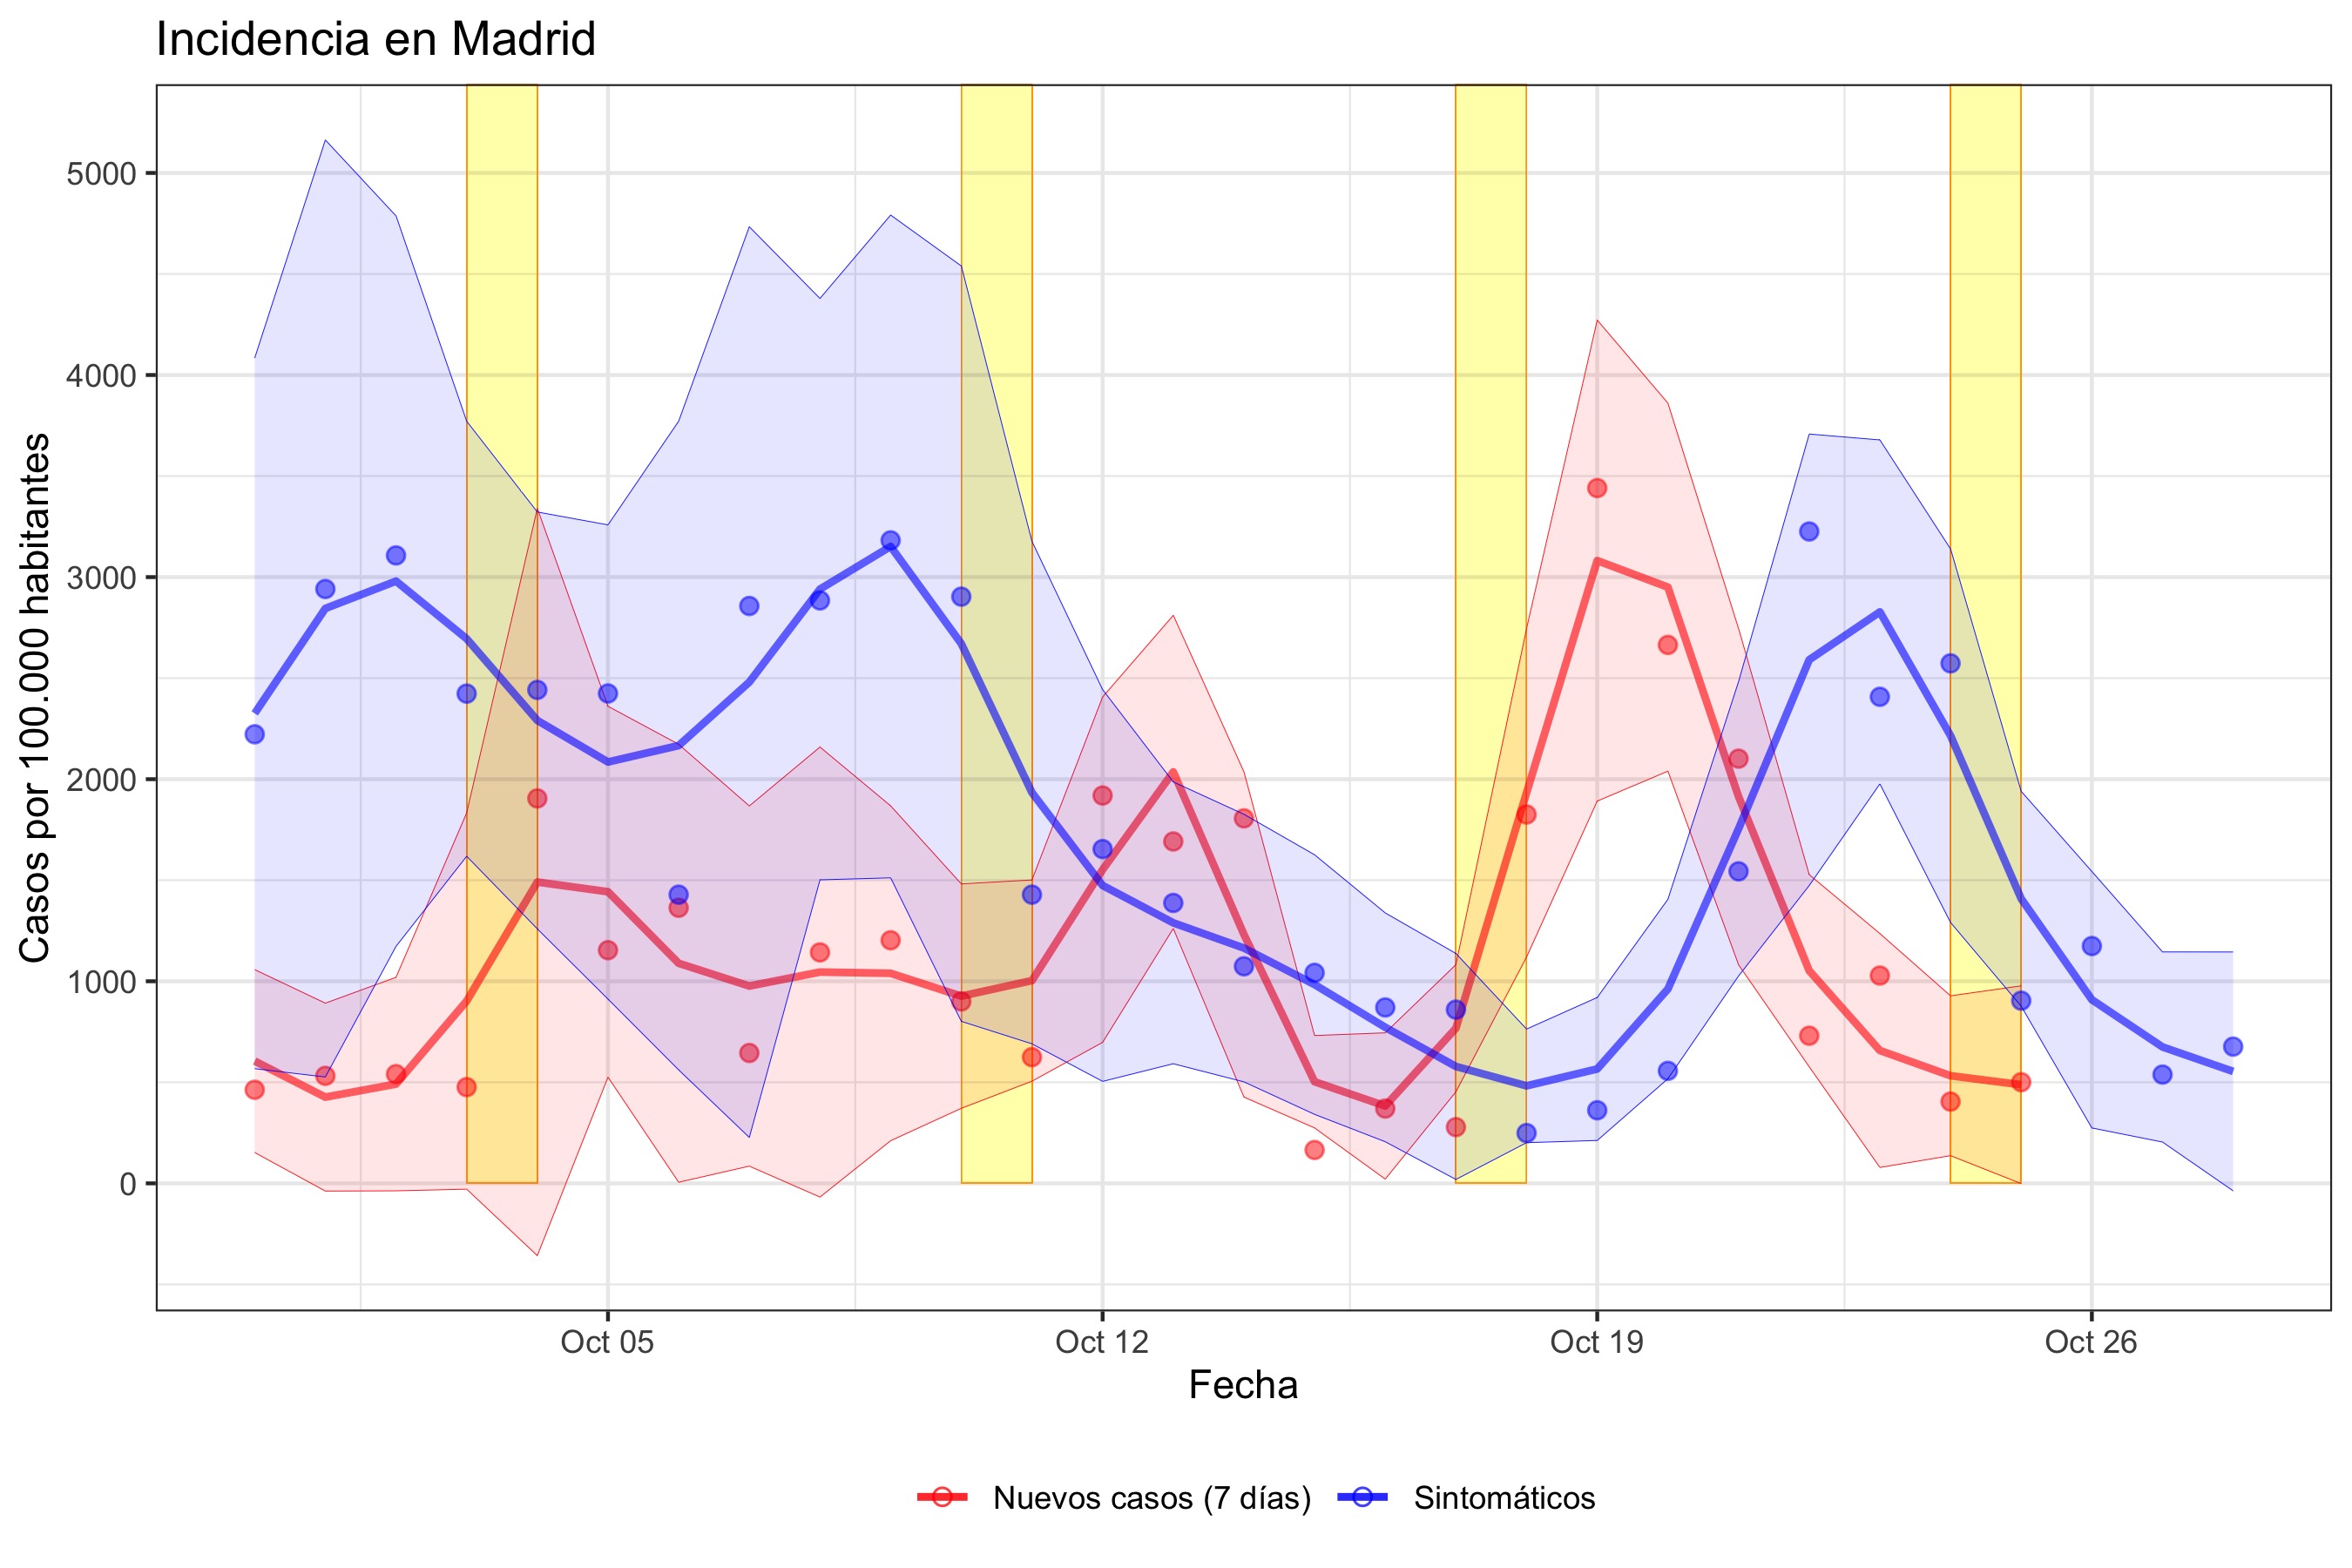 Incidencia en Madrid
Casos por 100.000 habitantes
5000
4000
3000
2000
1000
0
Oct 05 Oct 12 Oct 19 Oct 26
Fecha
Nuevos casos (7 días) Sintomáticos